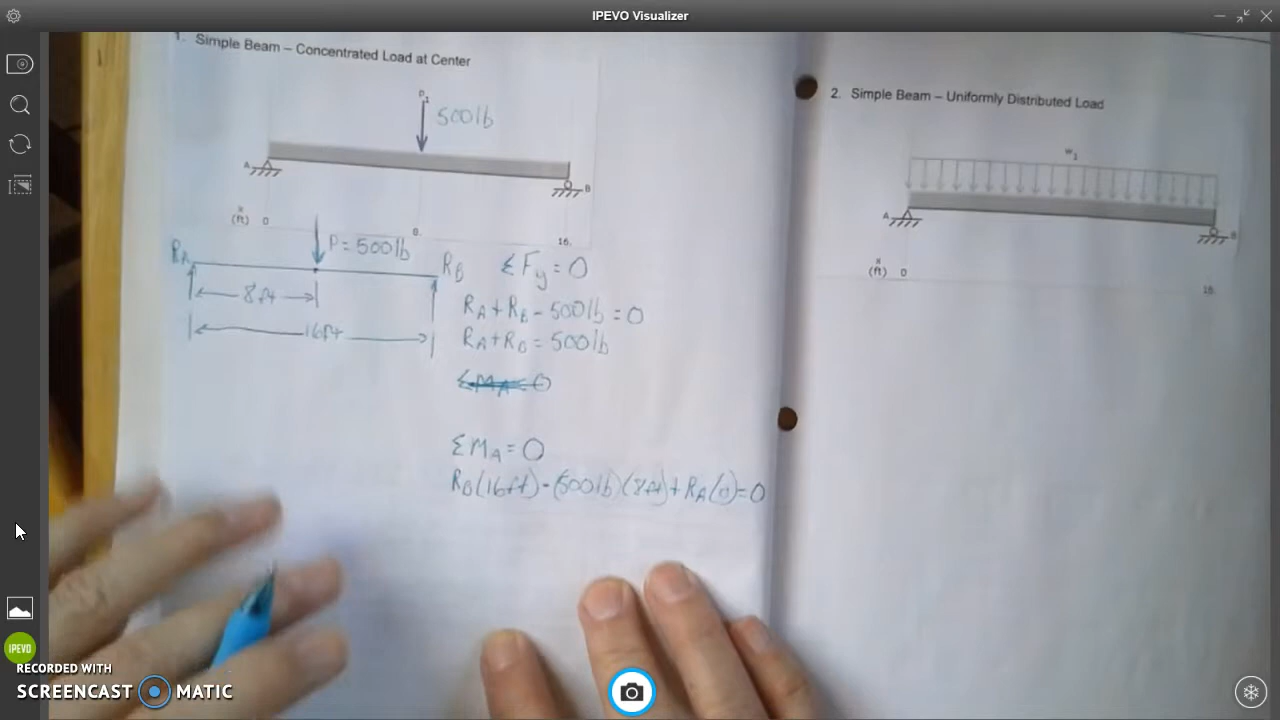 IPEVO Visualizer
1. Simple Beam – Concentrated Load at Center
P1
500lb
A
B
x
(ft) 0
8.
16.
P=500lb
RA
RB
8ft
16ft
ΣFy=0
RA+RB-500lb=0
RA+RB=500lb
ΣMA=0
ΣMA=0
RB(16ft)-(500lb)(8ft)+RA(0)=0
2. Simple Beam – Uniformly Distributed Load
w1
A
B
x
(ft) 0
16.
IPEVO
RECORDED WITH
SCREENCAST MATIC